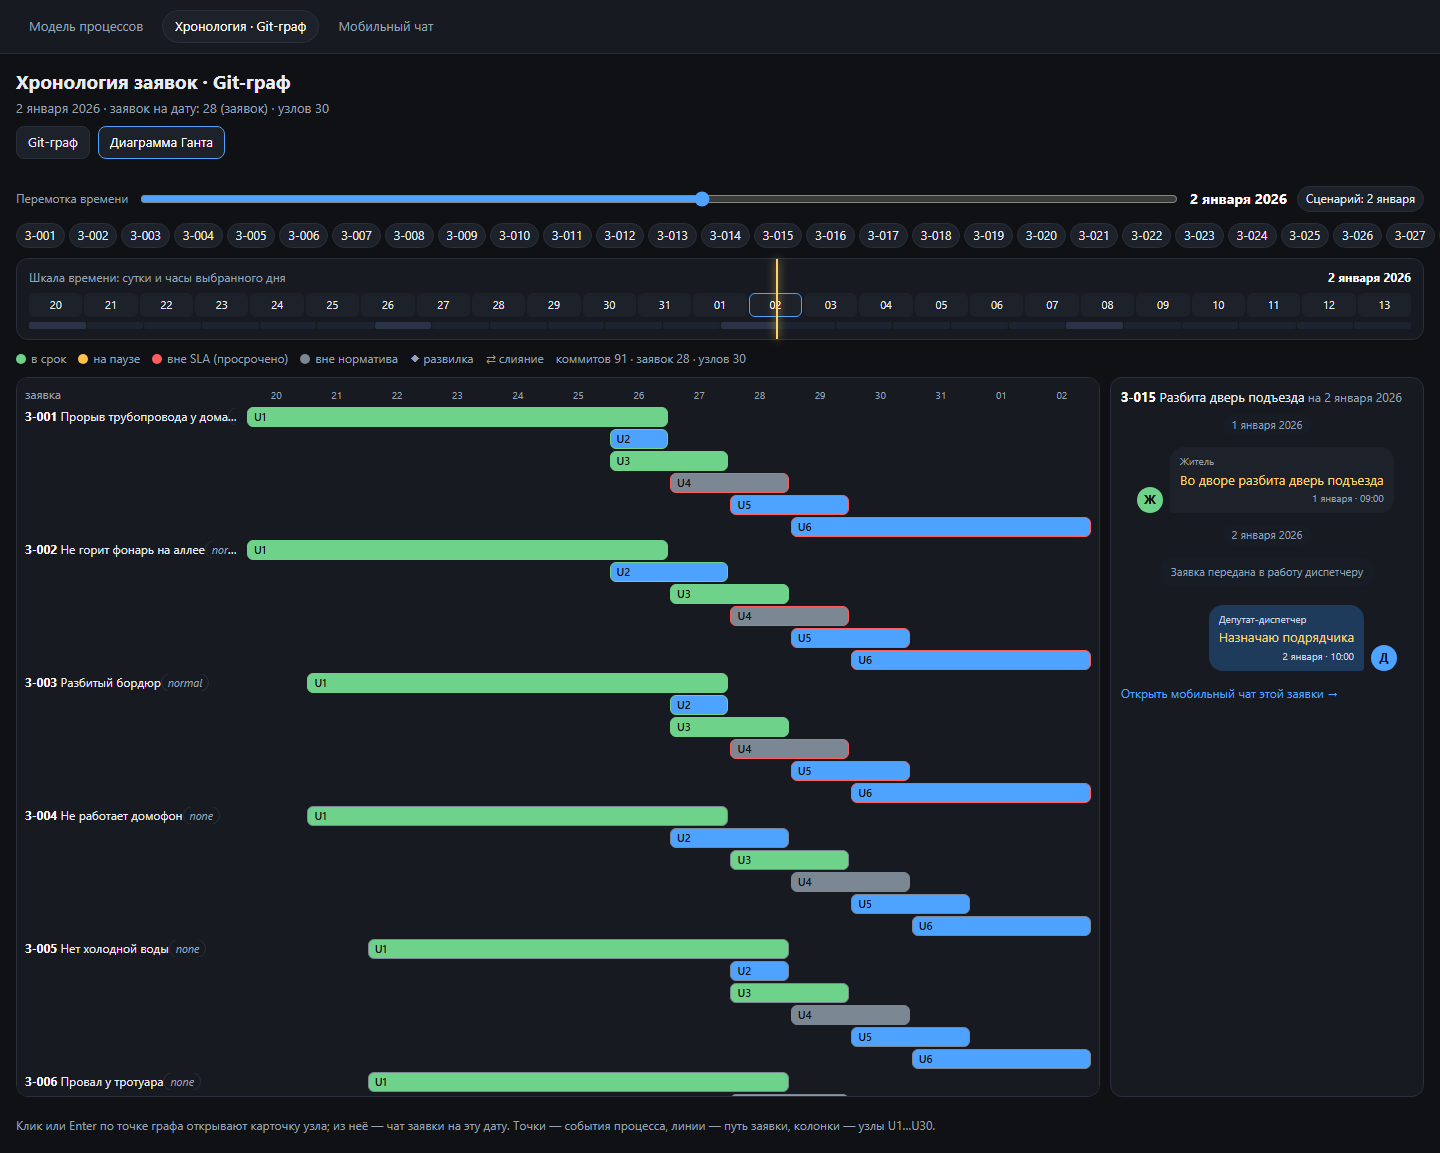 Модель процессов
Хронология · Git-граф
Мобильный чат
Хронология заявок · Git-граф
2 января 2026 · заявок на дату: 28 (заявок) · узлов 30
Git-граф
Диаграмма Ганта
Перемотка времени
2 января 2026
Сценарий: 2 января
З-001 З-002 З-003 З-004 З-005 З-006 З-007 З-008 З-009 З-010 З-011 З-012 З-013 З-014 З-015 З-016 З-017 З-018 З-019 З-020 З-021 З-022 З-023 З-024 З-025 З-026 З-027
Шкала времени: сутки и часы выбранного дня
2 января 2026
20 21 22 23 24 25 26 27 28 29 30 31 01 02 03 04 05 06 07 08 09 10 11 12 13
в срок на паузе вне SLA (просрочено) вне норматива ◆ развилка ⇄ слияние коммитов 91 · заявок 28 · узлов 30
заявка 20 21 22 23 24 25 26 27 28 29 30 31 01 02
З-001 Прорыв трубопровода у дома... U1
U2
U3
U4
U5
U6
З-002 Не горит фонарь на аллее nor... U1
U2
U3
U4
U5
U6
З-003 Разбитый бордюр normal U1
U2
U3
U4
U5
U6
З-004 Не работает домофон none U1
U2
U3
U4
U5
U6
З-005 Нет холодной воды none U1
U2
U3
U4
U5
U6
З-006 Провал у тротуара none U1
З-015 Разбита дверь подъезда на 2 января 2026
1 января 2026
Житель
Во дворе разбита дверь подъезда
1 января · 09:00
Ж
2 января 2026
Заявка передана в работу диспетчеру
Депутат-диспетчер
Назначаю подрядчика
2 января · 10:00
Д
Открыть мобильный чат этой заявки →
Клик или Enter по точке графа открывают карточку узла; из неё — чат заявки на эту дату. Точки — события процесса, линии — путь заявки, колонки — узлы U1…U30.